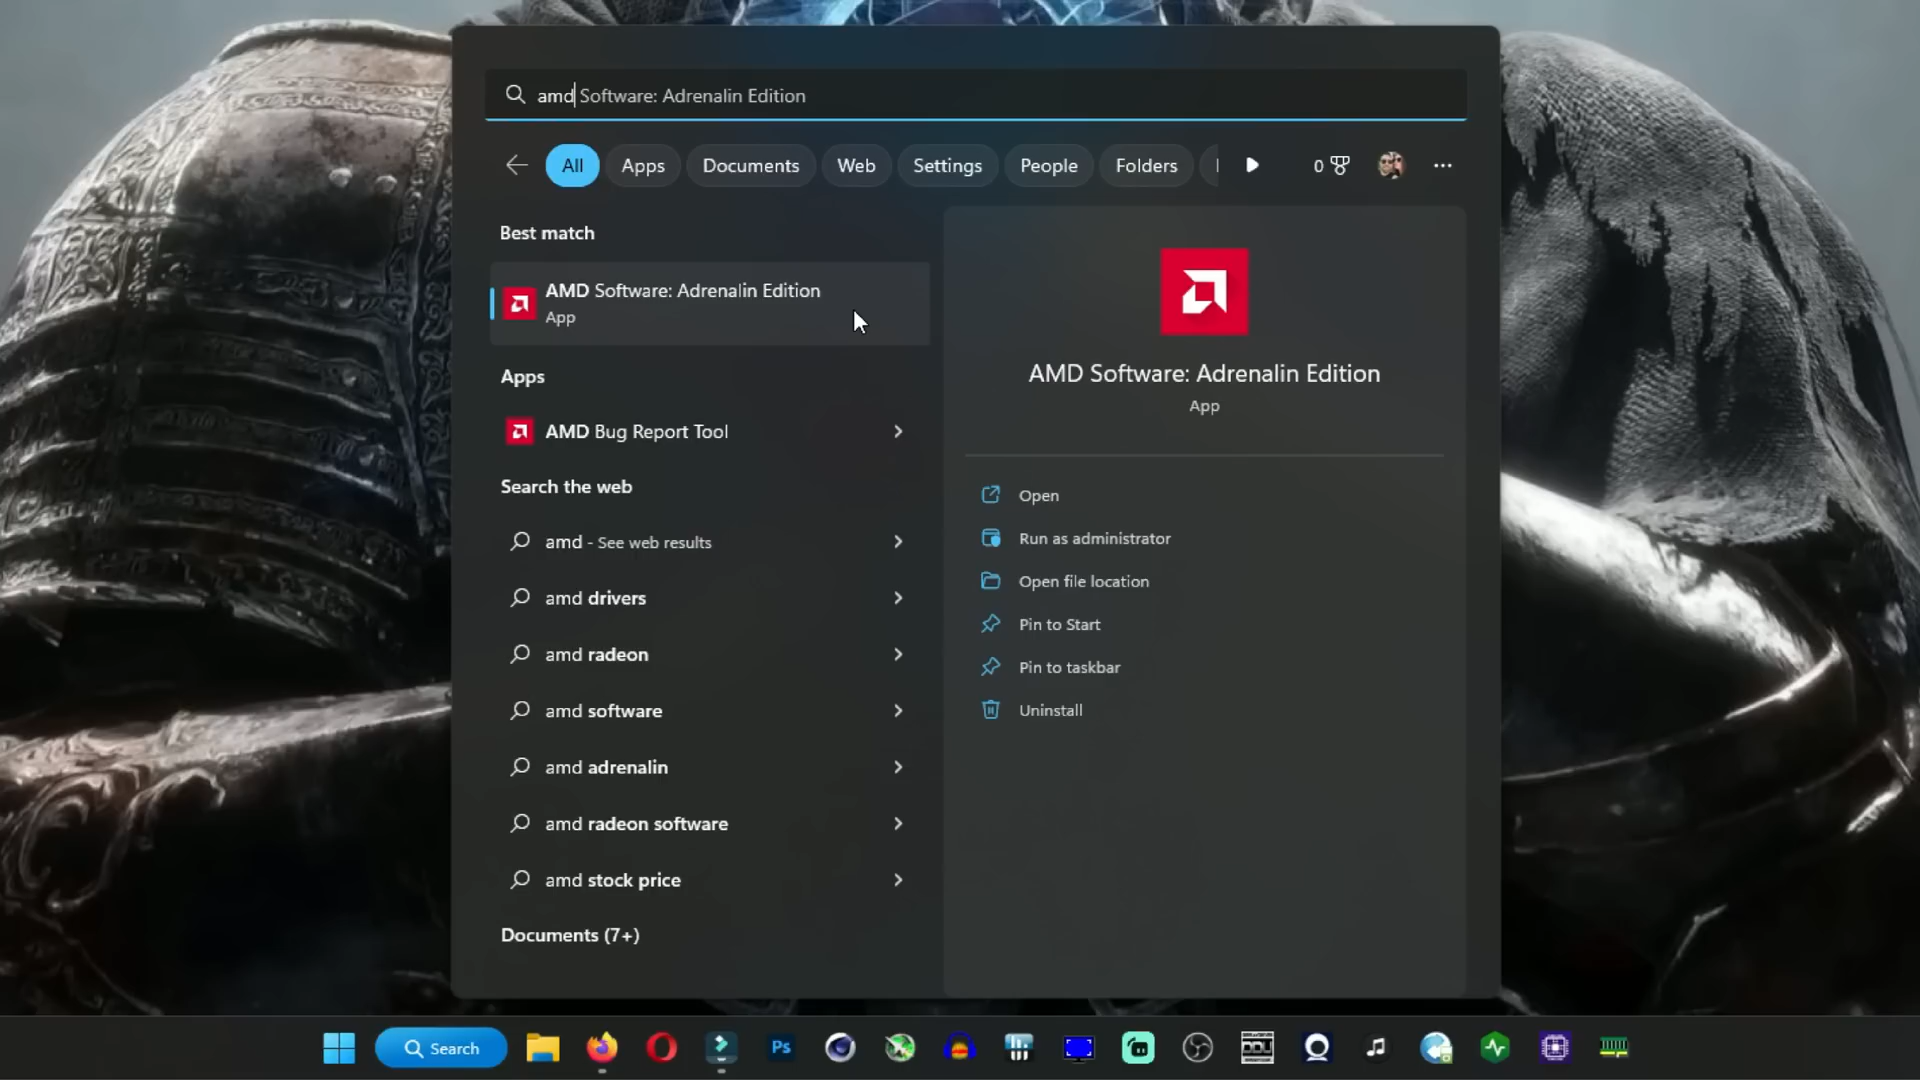 amd Software: Adrenalin Edition
All Apps Documents Web Settings People Folders 0
Best match
AMD Software: Adrenalin Edition
App
Apps
AMD Bug Report Tool
Search the web
amd - See web results
amd drivers
amd radeon
amd software
amd adrenalin
amd radeon software
amd stock price
Documents (7+)
AMD Software: Adrenalin Edition
App
Open
Run as administrator
Open file location
Pin to Start
Pin to taskbar
Uninstall
Search Ps DDU